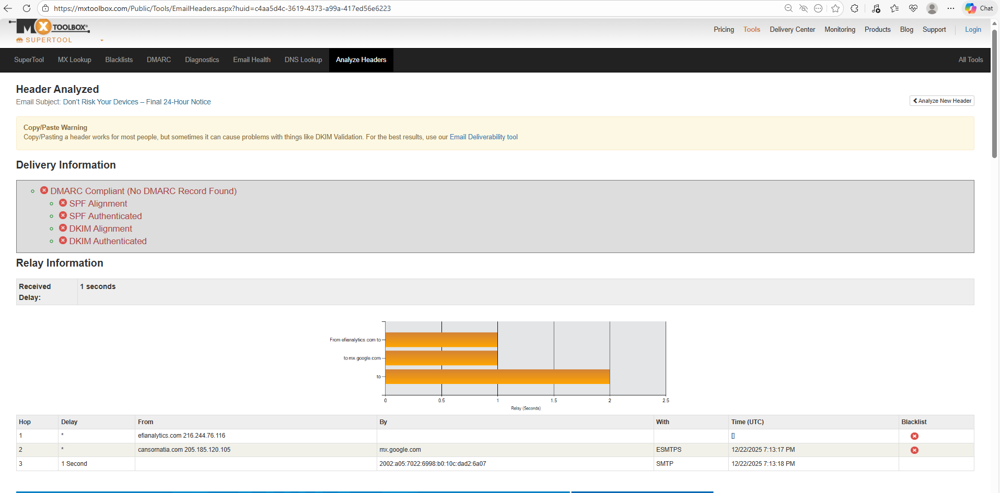 https://mxtoolbox.com/Public/Tools/EmailHeaders.aspx?huid=c4aa5d4c-3619-4373-a99a-417ed56e6223
Chat
MX TOOLBOX®
SUPERTOOL
Pricing Tools Delivery Center Monitoring Products Blog Support Login
SuperTool MX Lookup Blacklists DMARC Diagnostics Email Health DNS Lookup Analyze Headers All Tools
Header Analyzed
Email Subject: Don't Risk Your Devices – Final 24-Hour Notice
Analyze New Header
Copy/Paste Warning
Copy/Pasting a header works for most people, but sometimes it can cause problems with things like DKIM Validation. For the best results, use our Email Deliverability tool
Delivery Information
DMARC Compliant (No DMARC Record Found)
SPF Alignment
SPF Authenticated
DKIM Alignment
DKIM Authenticated
Relay Information
Received Delay: 1 seconds
From efianalytics.com to
to mx.google.com
to
0 0.5 1 1.5 2 2.5
Relay (Seconds)
Hop Delay From By With Time (UTC) Blacklist
1 * efianalytics.com 216.244.76.116 []
2 * cansornatia.com 205.185.120.105 mx.google.com ESMTPS 12/22/2025 7:13:17 PM
3 1 Second 2002:a05:7022:6998:b0:10c:dad2:6a07 SMTP 12/22/2025 7:13:18 PM